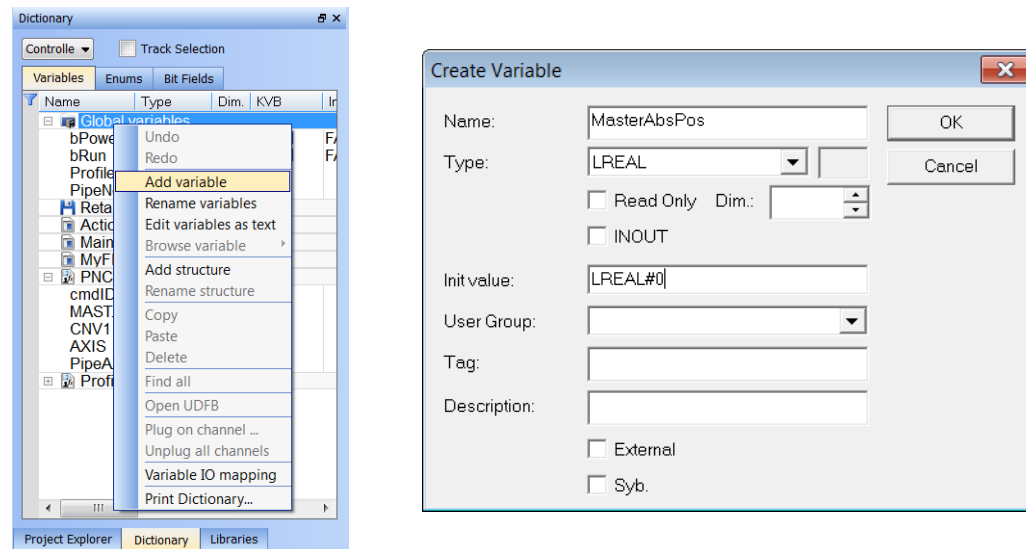 Dictionary
Controlle
Track Selection
Variables Enums Bit Fields
Name Type Dim. KVB In
Global variables
bPowe F/
bRun F/
Profile
PipeN
Reta
Actio
Main
MyF
PNC
cmdID
MAST
CNV1
AXIS
PipeA
Profi
Undo
Redo
Add variable
Rename variables
Edit variables as text
Browse variable
Add structure
Rename structure
Copy
Paste
Delete
Find all
Open UDFB
Plug on channel ...
Unplug all channels
Variable IO mapping
Print Dictionary...
Project Explorer Dictionary Libraries
Create Variable
Name: MasterAbsPos OK
Type: LREAL Cancel
Read Only Dim.:
INOUT
Init value: LREAL#0
User Group:
Tag:
Description:
External
Syb.